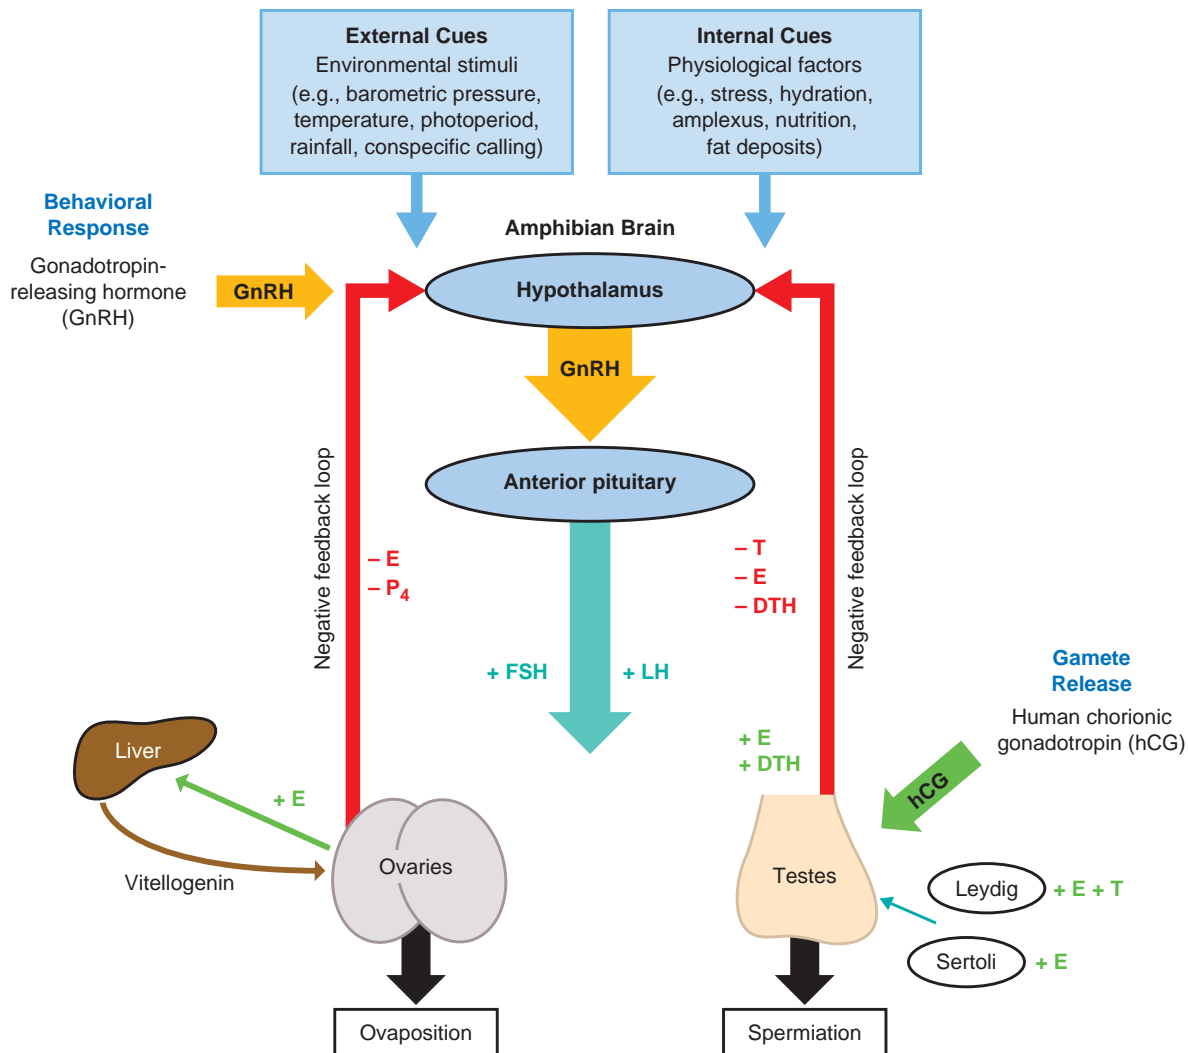 External Cues
Environmental stimuli
(e.g., barometric pressure,
temperature, photoperiod,
rainfall, conspecific calling)
Internal Cues
Physiological factors
(e.g., stress, hydration,
amplexus, nutrition,
fat deposits)
Behavioral
Response
Gonadotropin-
releasing hormone
(GnRH)
GnRH
Amphibian Brain
Hypothalamus
GnRH
Anterior pituitary
Negative feedback loop
– E
– P4
– T
– E
– DTH
Negative feedback loop
+ FSH
+ LH
Gamete
Release
Human chorionic
gonadotropin (hCG)
hCG
+ E
+ DTH
Liver
+ E
Vitellogenin
Ovaries
Testes
Leydig
+ E + T
Sertoli
+ E
Ovaposition
Spermiation